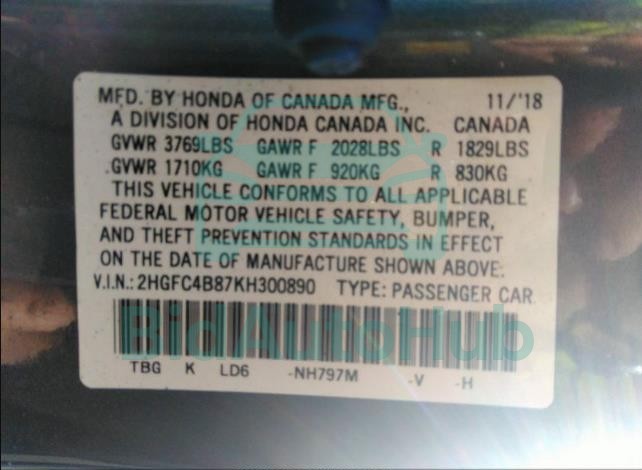 MFD. BY HONDA OF CANADA MFG., 11/'18
A DIVISION OF HONDA CANADA INC. CANADA
GVWR 3769LBS GAWR F 2028LBS R 1829LBS
GVWR 1710KG GAWR F 920KG R 830KG
THIS VEHICLE CONFORMS TO ALL APPLICABLE
FEDERAL MOTOR VEHICLE SAFETY, BUMPER,
AND THEFT PREVENTION STANDARDS IN EFFECT
ON THE DATE OF MANUFACTURE SHOWN ABOVE.
V.I.N.:2HGFC4B87KH300890 TYPE: PASSENGER CAR
BidAutoHub
TBG K LD6 -NH797M -V -H